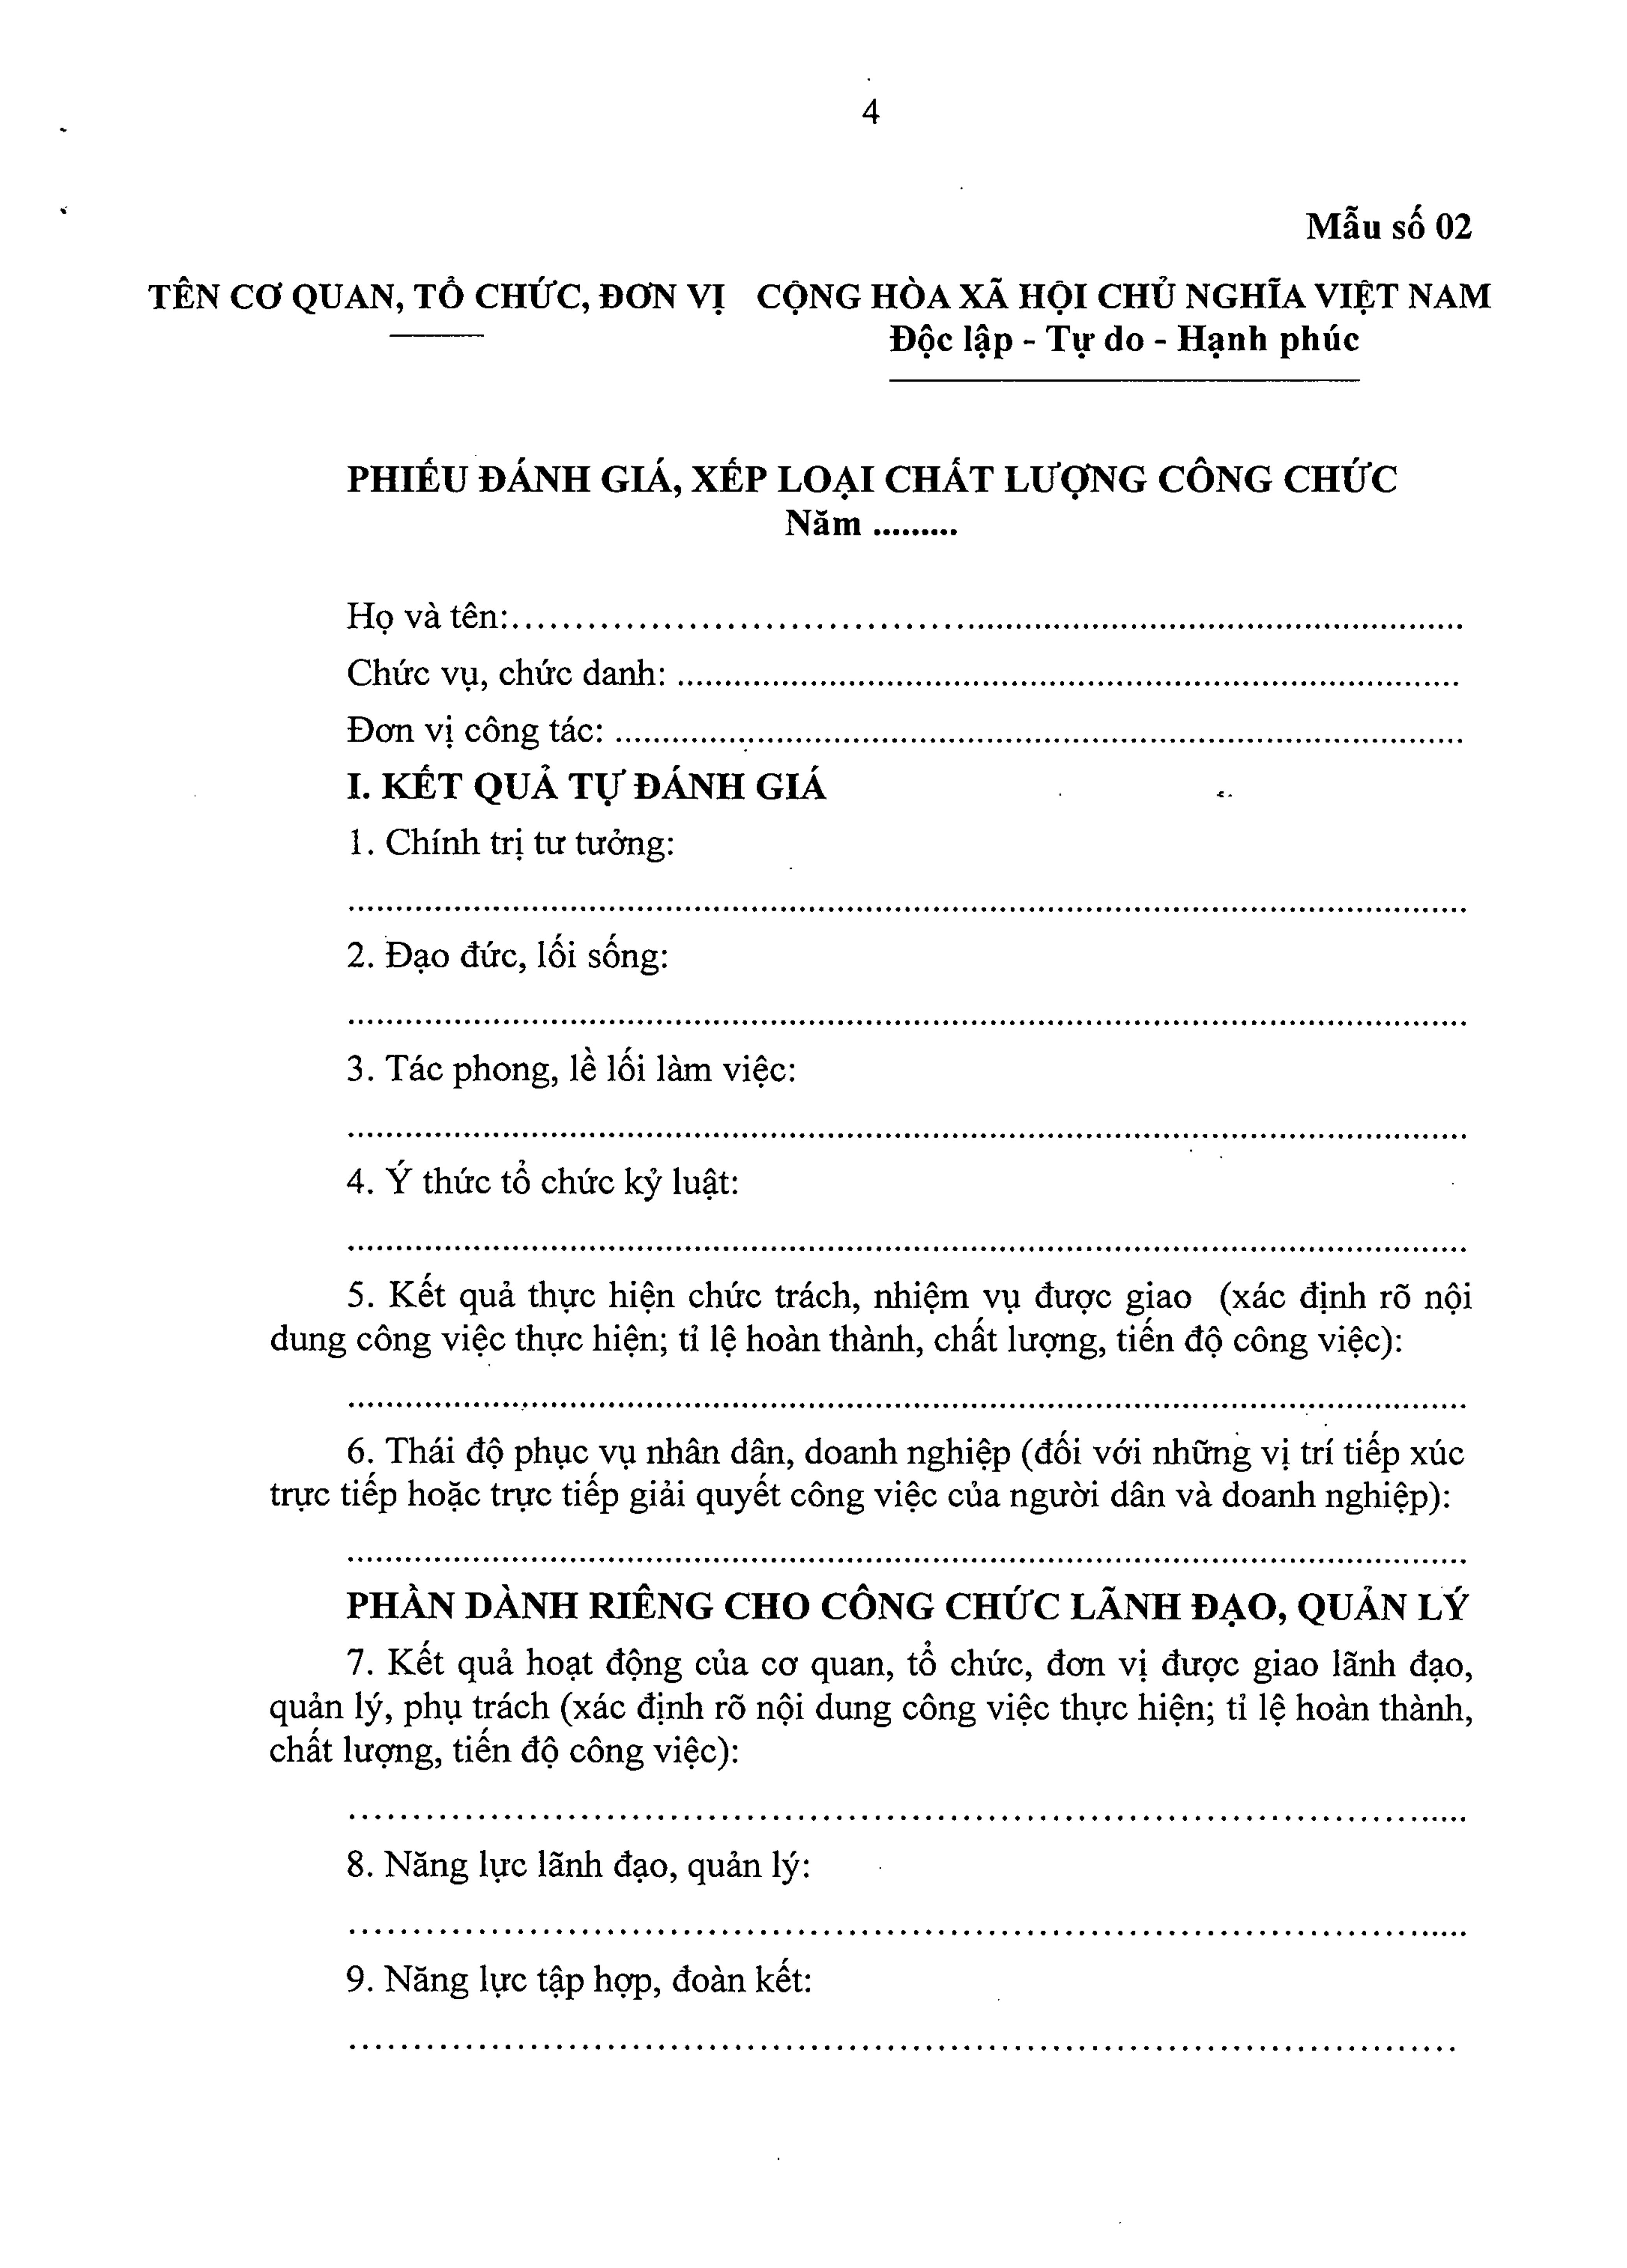 4
Mẫu số 02
TÊN CƠ QUAN, TỔ CHỨC, ĐƠN VỊ
CỘNG HÒA XÃ HỘI CHỦ NGHĨA VIỆT NAM
Độc lập - Tự do - Hạnh phúc
PHIẾU ĐÁNH GIÁ, XẾP LOẠI CHẤT LƯỢNG CÔNG CHỨC
Năm .........
Họ và tên:........................................................................................
Chức vụ, chức danh: ........................................................................................
Đơn vị công tác: ........................................................................................
I. KẾT QUẢ TỰ ĐÁNH GIÁ
1. Chính trị tư tưởng:
........................................................................................
2. Đạo đức, lối sống:
........................................................................................
3. Tác phong, lề lối làm việc:
........................................................................................
4. Ý thức tổ chức kỷ luật:
........................................................................................
5. Kết quả thực hiện chức trách, nhiệm vụ được giao (xác định rõ nội
dung công việc thực hiện; tỉ lệ hoàn thành, chất lượng, tiến độ công việc):
........................................................................................
6. Thái độ phục vụ nhân dân, doanh nghiệp (đối với những vị trí tiếp xúc
trực tiếp hoặc trực tiếp giải quyết công việc của người dân và doanh nghiệp):
........................................................................................
PHẦN DÀNH RIÊNG CHO CÔNG CHỨC LÃNH ĐẠO, QUẢN LÝ
7. Kết quả hoạt động của cơ quan, tổ chức, đơn vị được giao lãnh đạo,
quản lý, phụ trách (xác định rõ nội dung công việc thực hiện; tỉ lệ hoàn thành,
chất lượng, tiến độ công việc):
........................................................................................
8. Năng lực lãnh đạo, quản lý:
........................................................................................
9. Năng lực tập hợp, đoàn kết:
........................................................................................